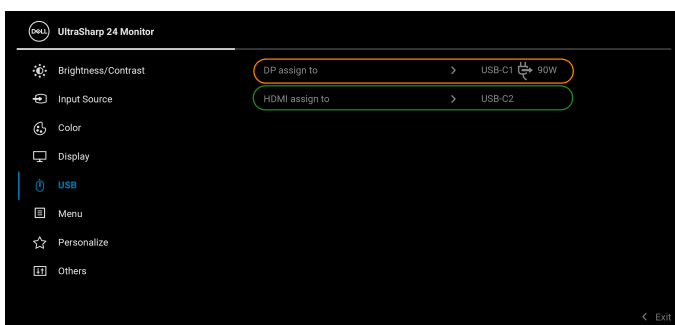 DELL UltraSharp 24 Monitor
Brightness/Contrast
DP assign to > USB-C1 90W
Input Source
HDMI assign to > USB-C2
Color
Display
USB
Menu
Personalize
Others
< Exit